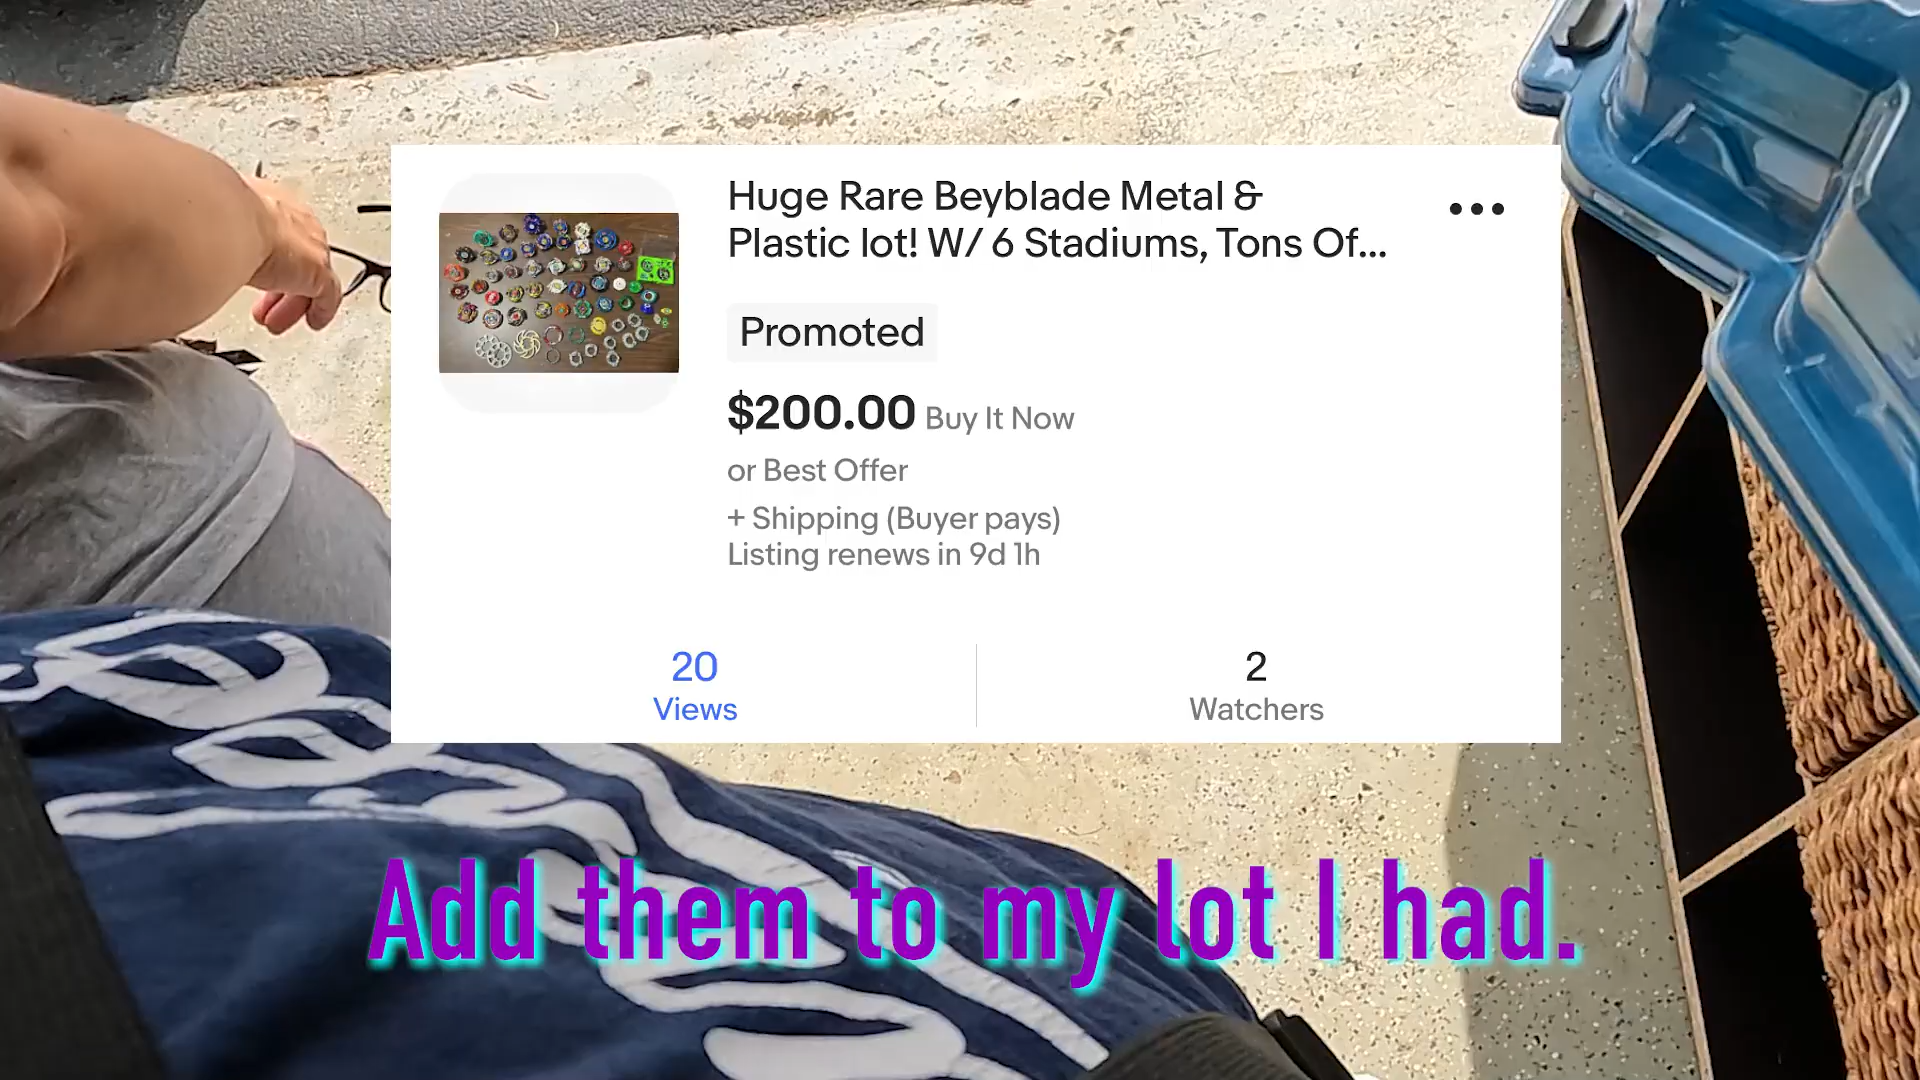 Huge Rare Beyblade Metal &
Plastic lot! W/ 6 Stadiums, Tons Of...
Promoted
$200.00 Buy It Now
or Best Offer
+ Shipping (Buyer pays)
Listing renews in 9d 1h
20
Views
2
Watchers
Add them to my lot I had.